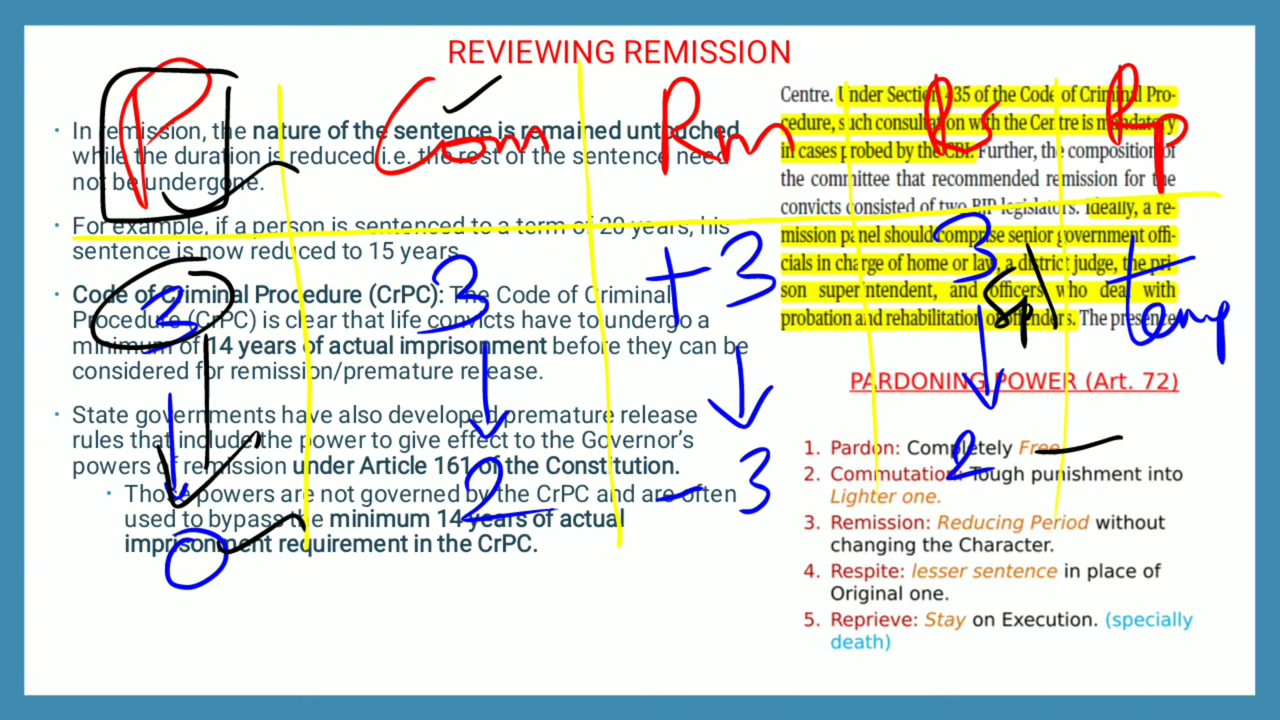 REVIEWING REMISSION
P Com Rm Rs Rp
• In remission, the nature of the sentence is remained untouched
while the duration is reduced i.e. the rest of the sentence need
not be undergone.
• For example, if a person is sentenced to a term of 20 years, his
sentence is now reduced to 15 years.
• Code of Criminal Procedure (CrPC): The Code of Criminal
Procedure (CrPC) is clear that life convicts have to undergo a
minimum of 14 years of actual imprisonment before they can be
considered for remission/premature release.
• State governments have also developed premature release
rules that include the power to give effect to the Governor's
powers of remission under Article 161 of the Constitution.
• Those powers are not governed by the CrPC and are often
used to bypass the minimum 14 years of actual
imprisonment requirement in the CrPC.
Centre. Under Section 435 of the Code of Criminal Pro-
cedure, such consultation with the Centre is mandatory
in cases probed by the CBI. Further, the composition of
the committee that recommended remission for the
convicts consisted of two BJP legislators. Ideally, a re-
mission panel should comprise senior government offi-
cials in charge of home or law, a district judge, the pri-
son superintendent, and officers who deal with
probation and rehabilitation of offenders. The presence
3 3 +3 3 Spl temp
0 2 -3 2
PARDONING POWER (Art. 72)
1. Pardon: Completely Free
2. Commutation: Tough punishment into
Lighter one.
3. Remission: Reducing Period without
changing the Character.
4. Respite: lesser sentence in place of
Original one.
5. Reprieve: Stay on Execution. (specially
death)